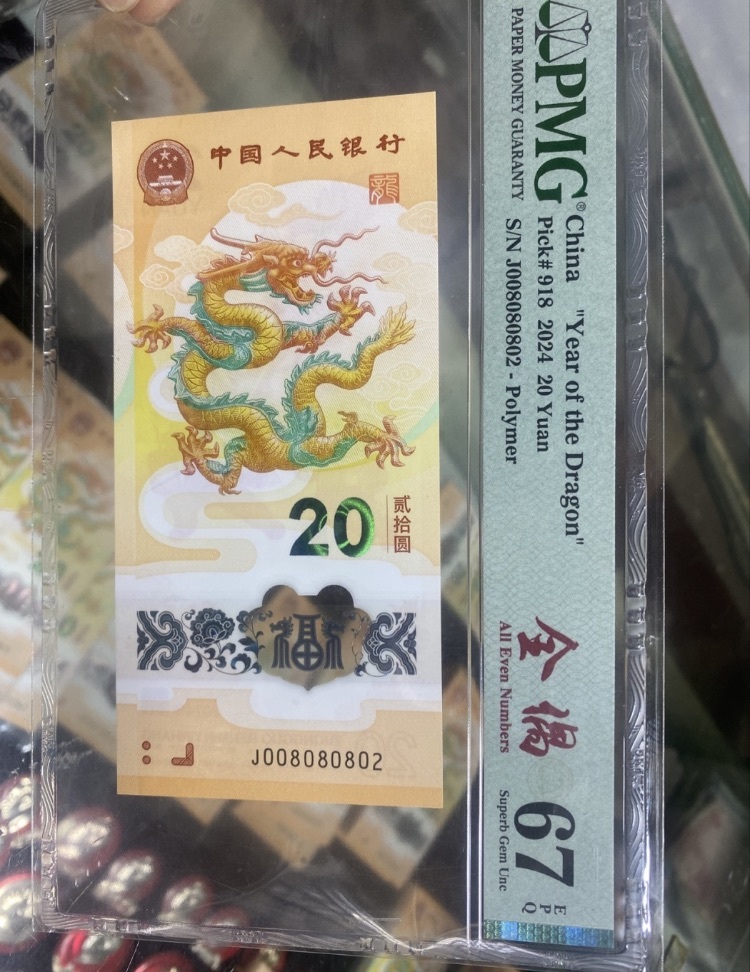 中国人民银行
龍
20
贰拾圆
福
J008080802
PMG®
PAPER MONEY GUARANTY
China "Year of the Dragon"
Pick# 918 2024 20 Yuan
S/N J008080802 - Polymer
全偶
All Even Numbers
67
EPQ
Superb Gem Unc